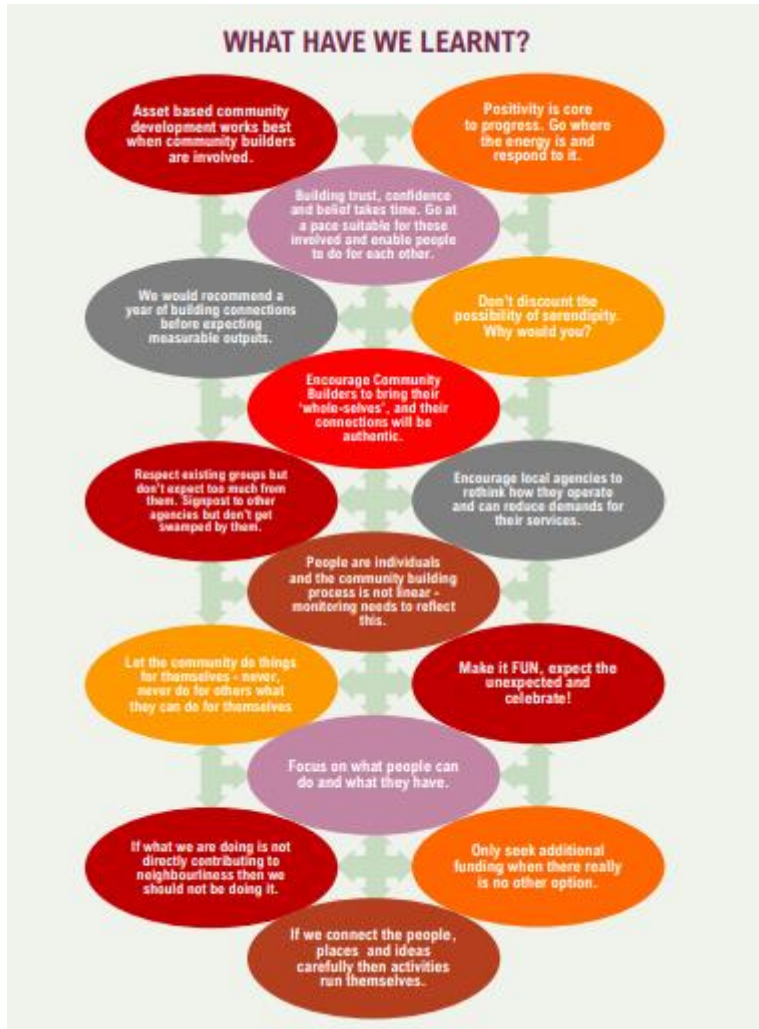 WHAT HAVE WE LEARNT?
Asset based community
development works best
when community builders
are involved.
Positivity is core
to progress. Go where
the energy is and
respond to it.
Building trust, confidence
and belief takes time. Go at
a pace suitable for those
involved and enable people
to do for each other.
We would recommend a
year of building connections
before expecting
measurable outputs.
Don't discount the
possibility of serendipity.
Why would you?
Encourage Community
Builders to bring their
'whole-selves', and their
connections will be
authentic.
Respect existing groups but
don't expect too much from
them. Signpost to other
agencies but don't get
swamped by them.
Encourage local agencies to
rethink how they operate
and can reduce demands for
their services.
People are individuals
and the community building
process is not linear -
monitoring needs to reflect
this.
Let the community do things
for themselves - never,
never do for others what
they can do for themselves
Make it FUN, expect the
unexpected and
celebrate!
Focus on what people can
do and what they have.
If what we are doing is not
directly contributing to
neighbourliness then we
should not be doing it.
Only seek additional
funding when there really
is no other option.
If we connect the people,
places and ideas
carefully then activities
run themselves.